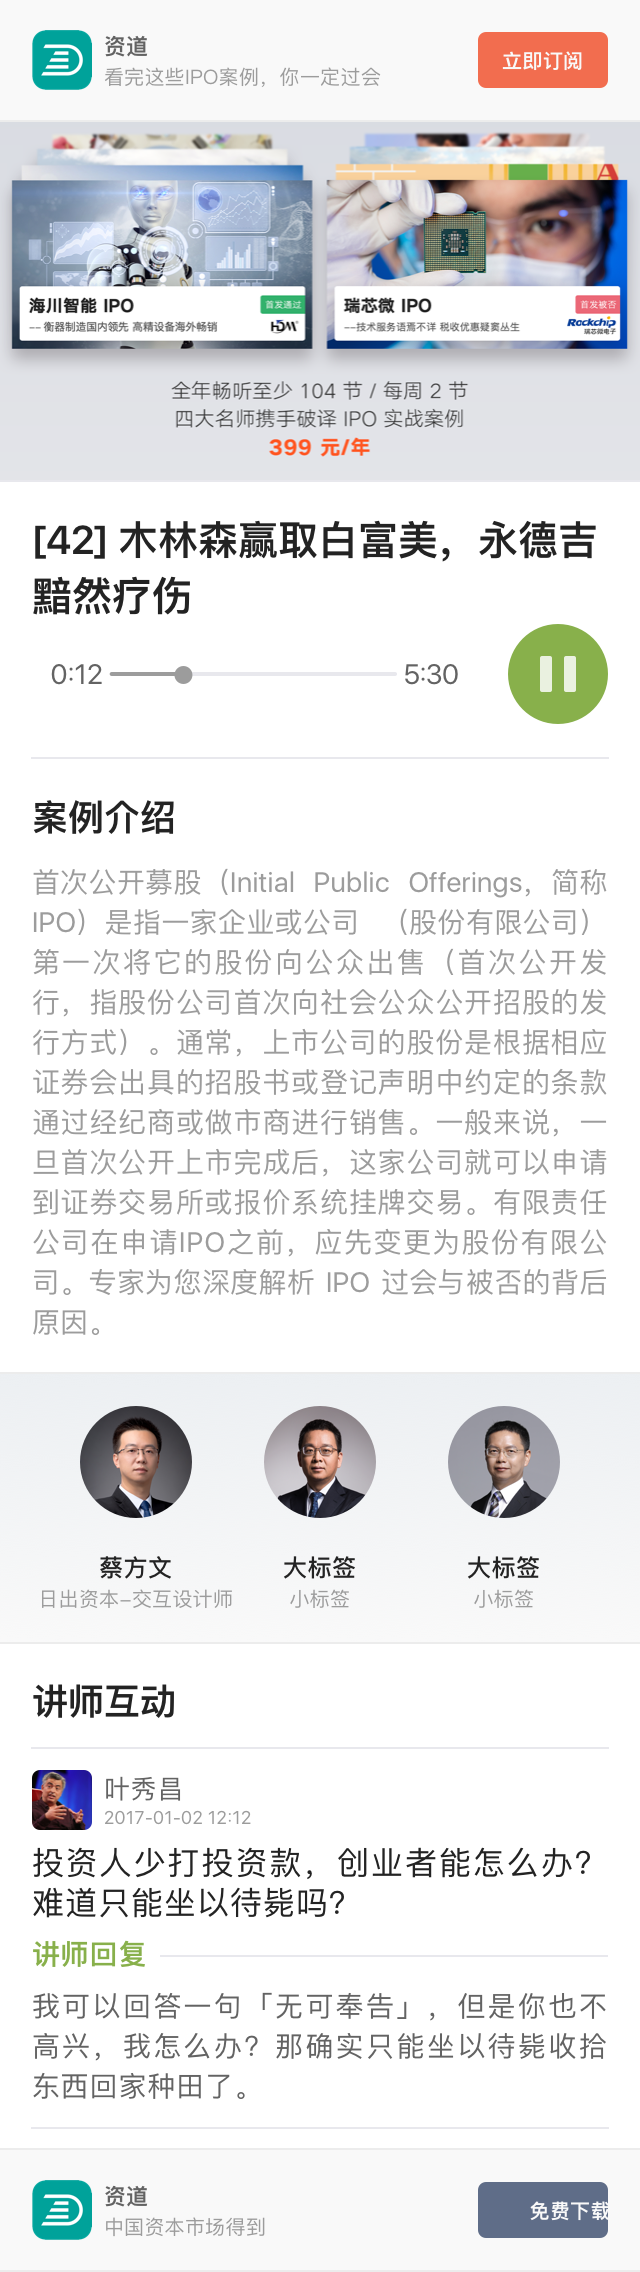 资道
看完这些IPO案例，你一定过会
立即订阅
海川智能 IPO
首发通过
-- 衡器制造国内领先 高精设备海外畅销
HDM
瑞芯微 IPO
首发被否
--技术服务语焉不详 税收优惠疑窦丛生
Rockchip
瑞芯微电子
全年畅听至少 104 节 / 每周 2 节
四大名师携手破译 IPO 实战案例
399 元/年
[42] 木林森赢取白富美，永德吉
黯然疗伤
0:12
5:30
案例介绍
首次公开募股（Initial Public Offerings，简称
IPO）是指一家企业或公司 （股份有限公司）
第一次将它的股份向公众出售（首次公开发
行，指股份公司首次向社会公众公开招股的发
行方式）。通常，上市公司的股份是根据相应
证券会出具的招股书或登记声明中约定的条款
通过经纪商或做市商进行销售。一般来说，一
旦首次公开上市完成后，这家公司就可以申请
到证券交易所或报价系统挂牌交易。有限责任
公司在申请IPO之前，应先变更为股份有限公
司。专家为您深度解析 IPO 过会与被否的背后
原因。
蔡方文
日出资本-交互设计师
大标签
小标签
大标签
小标签
讲师互动
叶秀昌
2017-01-02 12:12
投资人少打投资款，创业者能怎么办？
难道只能坐以待毙吗？
讲师回复
我可以回答一句「无可奉告」，但是你也不
高兴，我怎么办？那确实只能坐以待毙收拾
东西回家种田了。
资道
中国资本市场得到
免费下载